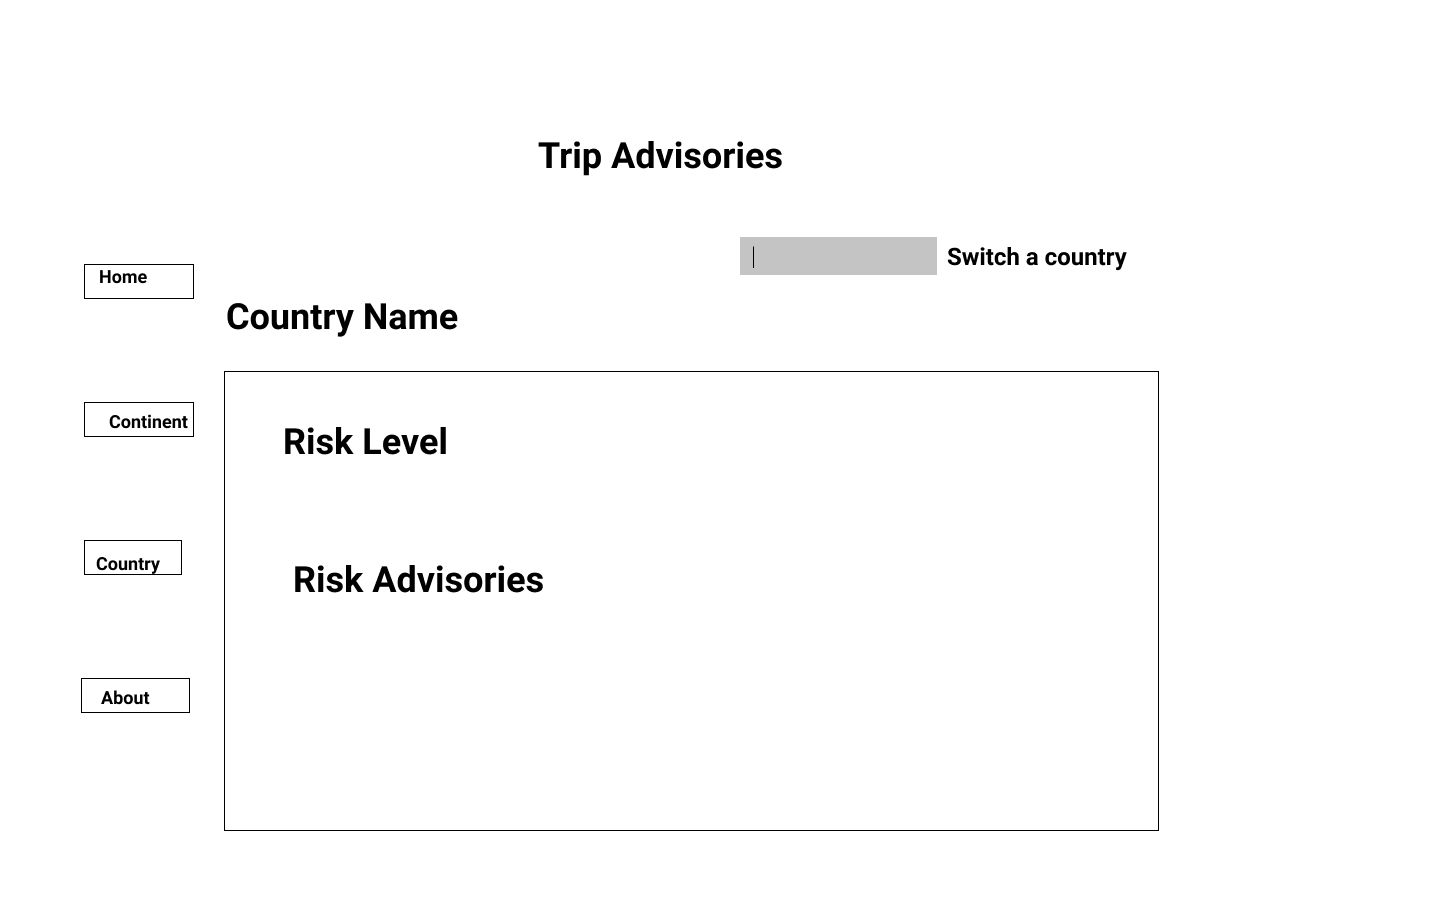 Trip Advisories
Switch a country
Home
Country Name
Continent
Risk Level
Country
Risk Advisories
About